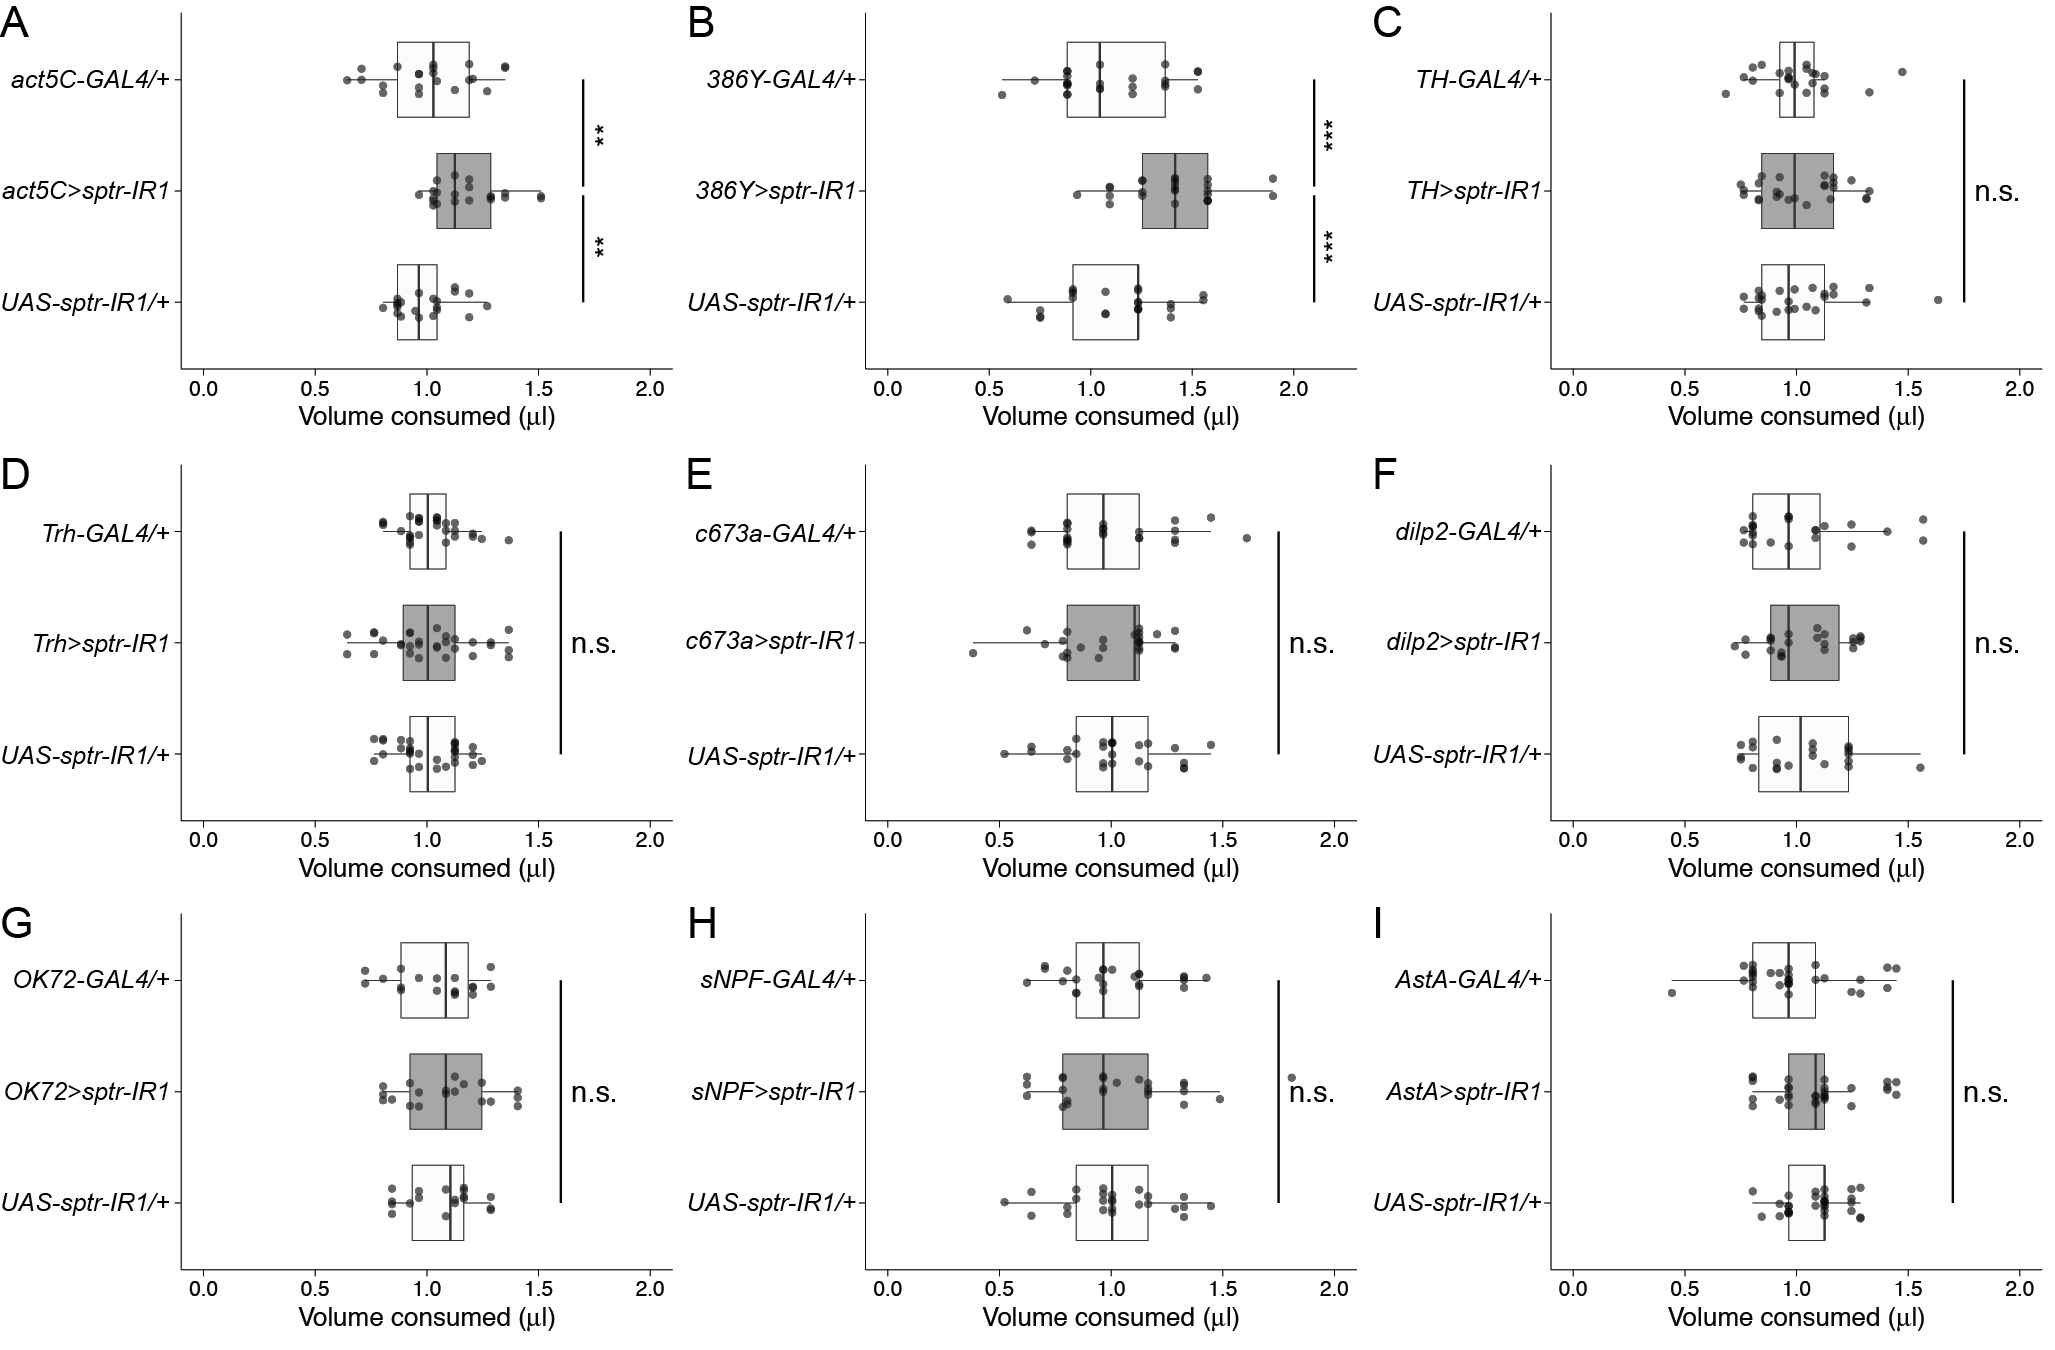 A
act5C-GAL4/+
act5C>sptr-IR1
UAS-sptr-IR1/+
**
**
0.0 0.5 1.0 1.5 2.0
Volume consumed (μl)
B
386Y-GAL4/+
386Y>sptr-IR1
UAS-sptr-IR1/+
***
***
0.0 0.5 1.0 1.5 2.0
Volume consumed (μl)
C
TH-GAL4/+
TH>sptr-IR1
UAS-sptr-IR1/+
n.s.
0.0 0.5 1.0 1.5 2.0
Volume consumed (μl)
D
Trh-GAL4/+
Trh>sptr-IR1
UAS-sptr-IR1/+
n.s.
0.0 0.5 1.0 1.5 2.0
Volume consumed (μl)
E
c673a-GAL4/+
c673a>sptr-IR1
UAS-sptr-IR1/+
n.s.
0.0 0.5 1.0 1.5 2.0
Volume consumed (μl)
F
dilp2-GAL4/+
dilp2>sptr-IR1
UAS-sptr-IR1/+
n.s.
0.0 0.5 1.0 1.5 2.0
Volume consumed (μl)
G
OK72-GAL4/+
OK72>sptr-IR1
UAS-sptr-IR1/+
n.s.
0.0 0.5 1.0 1.5 2.0
Volume consumed (μl)
H
sNPF-GAL4/+
sNPF>sptr-IR1
UAS-sptr-IR1/+
n.s.
0.0 0.5 1.0 1.5 2.0
Volume consumed (μl)
I
AstA-GAL4/+
AstA>sptr-IR1
UAS-sptr-IR1/+
n.s.
0.0 0.5 1.0 1.5 2.0
Volume consumed (μl)